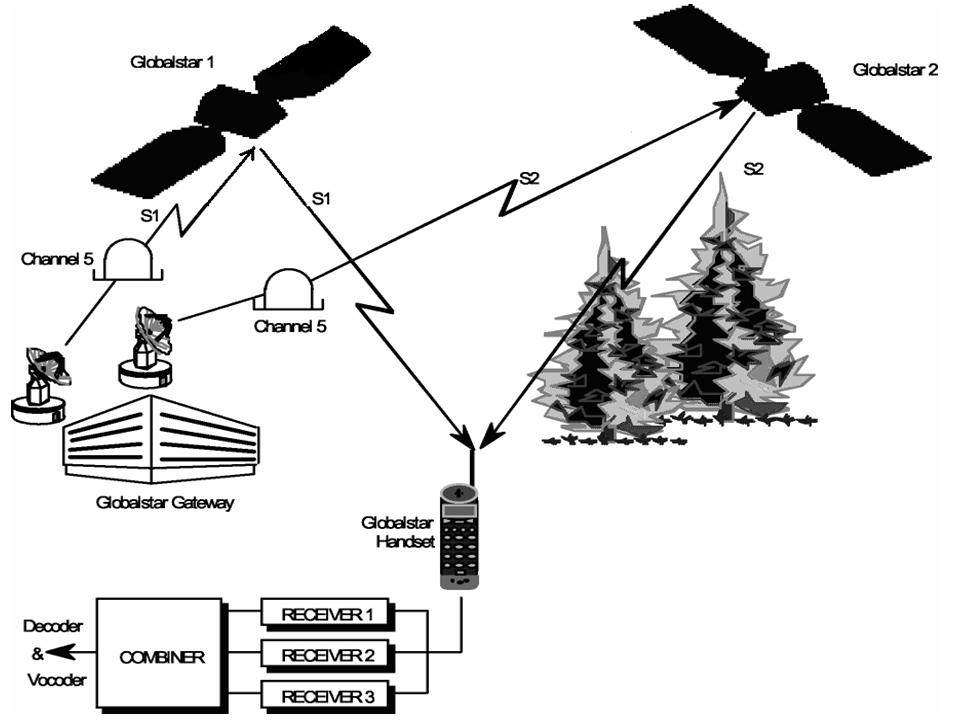 Globalstar 1
Globalstar 2
S1
S1
S2
S2
Channel 5
Channel 5
Globalstar Gateway
Globalstar
Handset
RECEIVER 1
RECEIVER 2
RECEIVER 3
COMBINER
Decoder
&
Vocoder